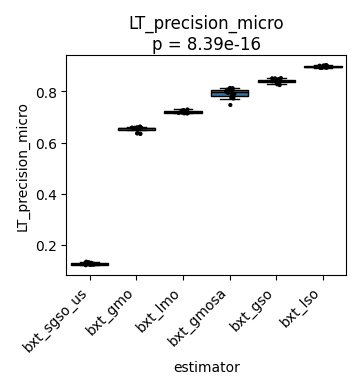 LT_precision_micro
p = 8.39e-16
LT_precision_micro
0.8
0.6
0.4
0.2
bxt_sgso_us
bxt_gmo
bxt_lmo
bxt_gmosa
bxt_gso
bxt_lso
estimator